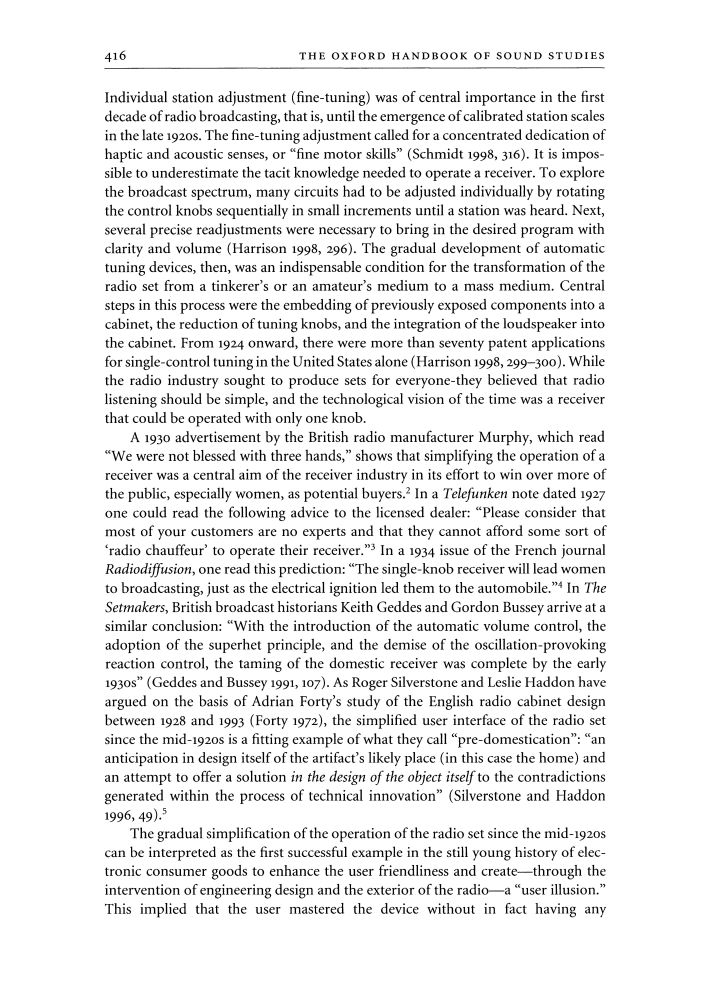 416 THE OXFORD HANDBOOK OF SOUND STUDIES
Individual station adjustment (fine-tuning) was of central importance in the first
decade of radio broadcasting, that is, until the emergence of calibrated station scales
in the late 1920s. The fine-tuning adjustment called for a concentrated dedication of
haptic and acoustic senses, or “fine motor skills” (Schmidt 1998, 316). It is impos-
sible to underestimate the tacit knowledge needed to operate a receiver. To explore
the broadcast spectrum, many circuits had to be adjusted individually by rotating
the control knobs sequentially in small increments until a station was heard. Next,
several precise readjustments were necessary to bring in the desired program with
clarity and volume (Harrison 1998, 296). The gradual development of automatic
tuning devices, then, was an indispensable condition for the transformation of the
radio set from a tinkerer’s or an amateur’s medium to a mass medium. Central
steps in this process were the embedding of previously exposed components into a
cabinet, the reduction of tuning knobs, and the integration of the loudspeaker into
the cabinet. From 1924 onward, there were more than seventy patent applications
for single-control tuning in the United States alone (Harrison 1998, 299–300). While
the radio industry sought to produce sets for everyone-they believed that radio
listening should be simple, and the technological vision of the time was a receiver
that could be operated with only one knob.
A 1930 advertisement by the British radio manufacturer Murphy, which read
“We were not blessed with three hands,” shows that simplifying the operation of a
receiver was a central aim of the receiver industry in its effort to win over more of
the public, especially women, as potential buyers.² In a Telefunken note dated 1927
one could read the following advice to the licensed dealer: “Please consider that
most of your customers are no experts and that they cannot afford some sort of
‘radio chauffeur’ to operate their receiver.”³ In a 1934 issue of the French journal
Radiodiffusion, one read this prediction: “The single-knob receiver will lead women
to broadcasting, just as the electrical ignition led them to the automobile.”⁴ In The
Setmakers, British broadcast historians Keith Geddes and Gordon Bussey arrive at a
similar conclusion: “With the introduction of the automatic volume control, the
adoption of the superhet principle, and the demise of the oscillation-provoking
reaction control, the taming of the domestic receiver was complete by the early
1930s” (Geddes and Bussey 1991, 107). As Roger Silverstone and Leslie Haddon have
argued on the basis of Adrian Forty’s study of the English radio cabinet design
between 1928 and 1993 (Forty 1972), the simplified user interface of the radio set
since the mid-1920s is a fitting example of what they call “pre-domestication”: “an
anticipation in design itself of the artifact’s likely place (in this case the home) and
an attempt to offer a solution in the design of the object itself to the contradictions
generated within the process of technical innovation” (Silverstone and Haddon
1996, 49).⁵
The gradual simplification of the operation of the radio set since the mid-1920s
can be interpreted as the first successful example in the still young history of elec-
tronic consumer goods to enhance the user friendliness and create—through the
intervention of engineering design and the exterior of the radio—a “user illusion.”
This implied that the user mastered the device without in fact having any